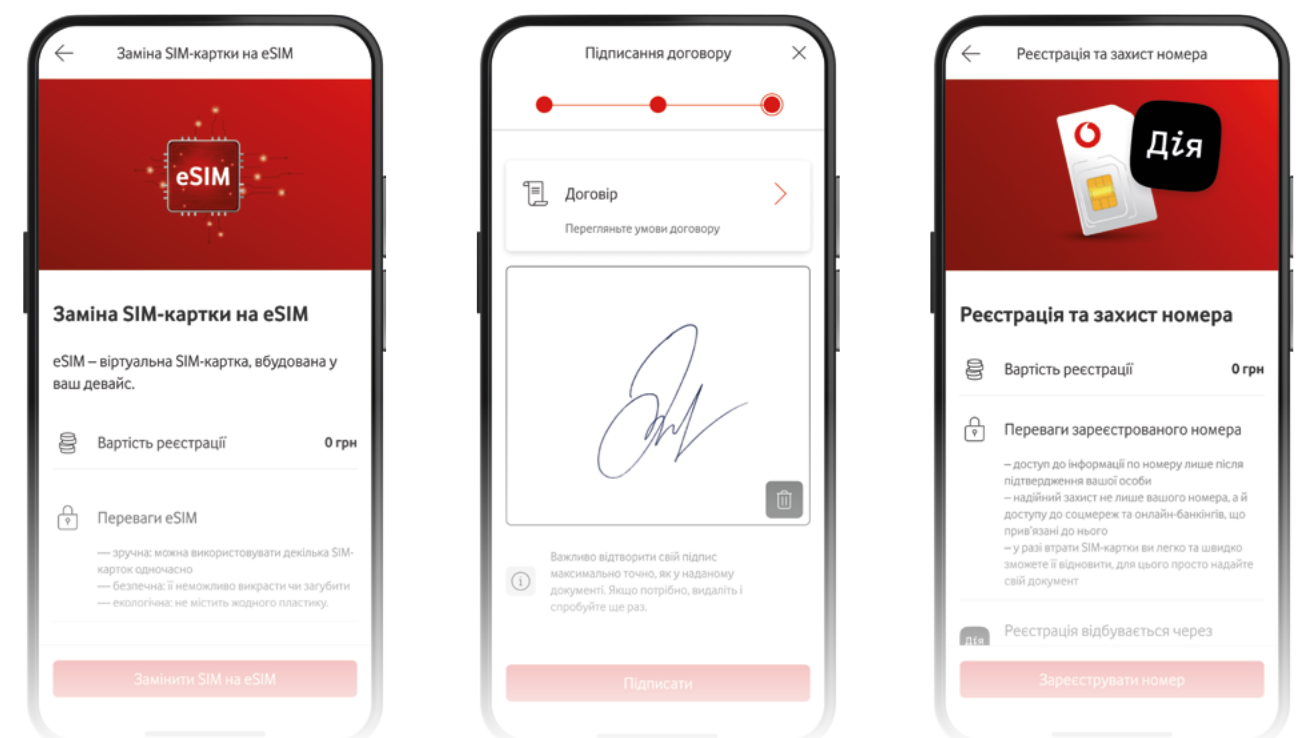 Заміна SIM-картки на eSIM
eSIM
Заміна SIM-картки на eSIM
eSIM – віртуальна SIM-картка, вбудована у
ваш девайс.
Вартість реєстрації 0 грн
Переваги eSIM
— зручна: можна використовувати декілька SIM-
карток одночасно
— безпечна: її неможливо викрасти чи загубити
— екологічна: не містить жодного пластику.
Замінити SIM на eSIM
Підписання договору
Договір
Перегляньте умови договору
Важливо відтворити свій підпис
максимально точно, як у наданому
документі. Якщо потрібно, видаліть і
спробуйте ще раз.
Підписати
Реєстрація та захист номера
Дія
Реєстрація та захист номера
Вартість реєстрації 0 грн
Переваги зареєстрованого номера
– доступ до інформації по номеру лише після
підтвердження вашої особи
– надійний захист не лише вашого номера, а й
доступу до соцмереж та онлайн-банкінгів, що
прив'язані до нього
– у разі втрати SIM-картки ви легко та швидко
зможете її відновити, для цього просто надайте
свій документ
Дія
Реєстрація відбувається через
Зареєструвати номер